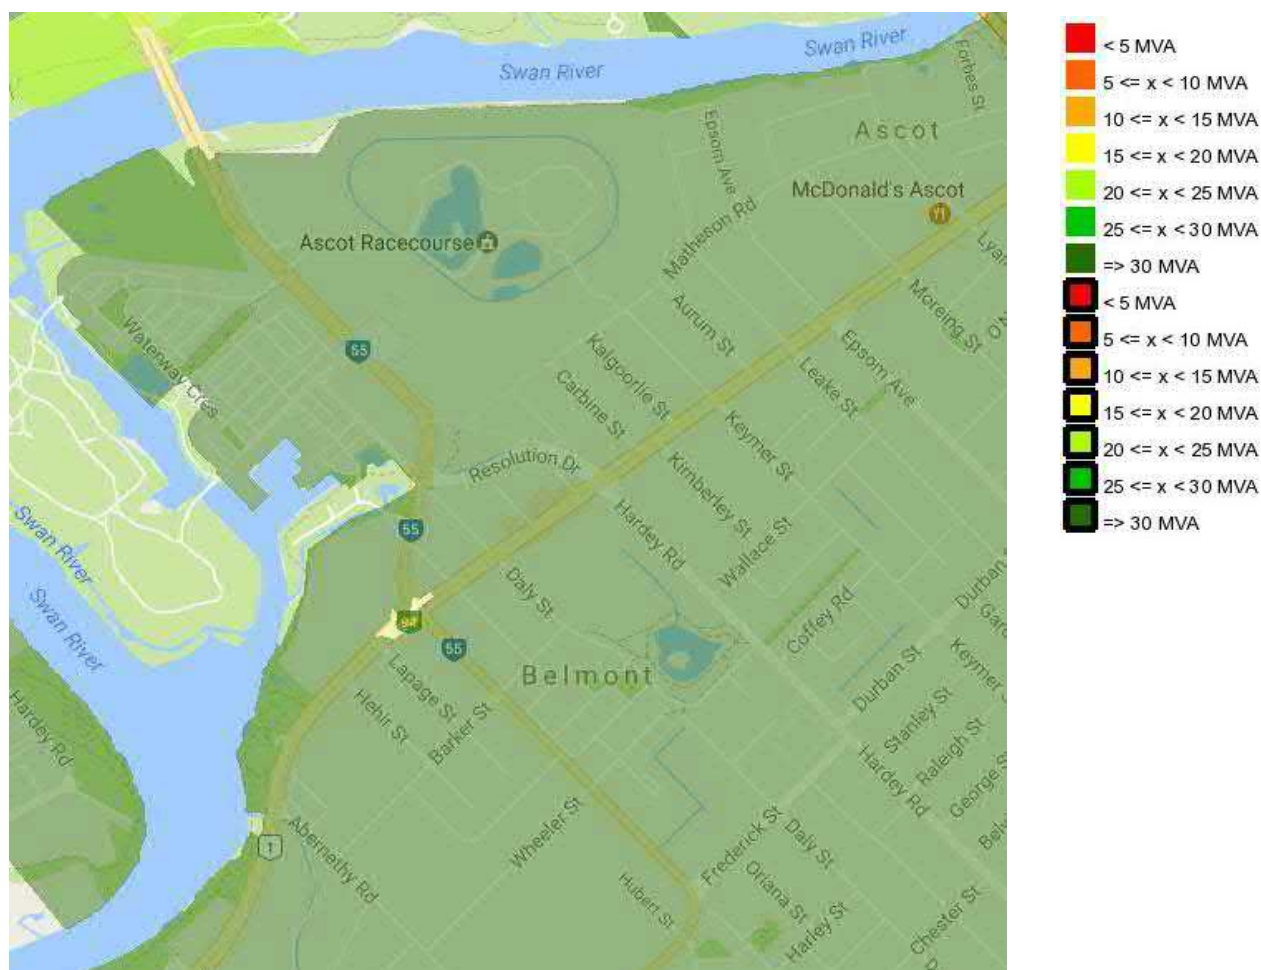 Swan River
Swan River
Forbes St
Ascot
Epsom Ave
McDonald's Ascot
Matheson Rd
Ascot Racecourse
Moreing St
Aurum St
Waterway Cres
55
Kalgoorlie St
Epsom Ave
Leake St
Carbine St
Keymer St
Resolution Dr
Kimberley St
Hardey Rd
Wallace St
55
Swan River
Swan River
Daly St
Durban
Coffey Rd
94
55
Belmont
Keymer
Durban St
Lapage St
Hehir St
Barker St
Stanley St
Raleigh St
George S
Hardey Rd
Hardey Rd
Abernethy Rd
1
Wheeler St
Frederick St
Daly St
Oriana St
Harley St
Hubert St
Chester St
< 5 MVA
5 <= x < 10 MVA
10 <= x < 15 MVA
15 <= x < 20 MVA
20 <= x < 25 MVA
25 <= x < 30 MVA
=> 30 MVA
< 5 MVA
5 <= x < 10 MVA
10 <= x < 15 MVA
15 <= x < 20 MVA
20 <= x < 25 MVA
25 <= x < 30 MVA
=> 30 MVA